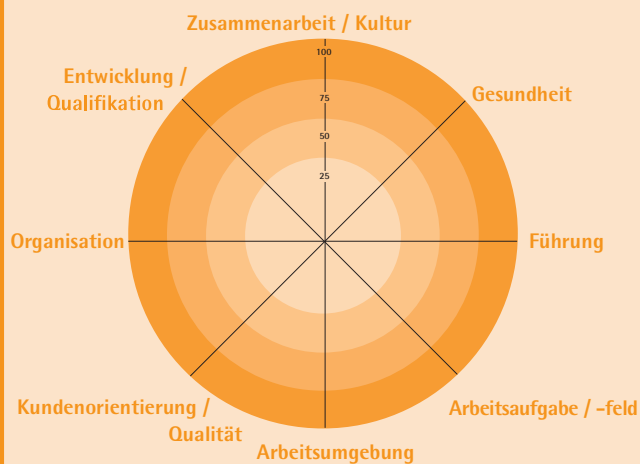 Zusammenarbeit / Kultur
100
Entwicklung /
Qualifikation
Gesundheit
75
50
25
Organisation
Führung
Kundenorientierung /
Qualität
Arbeitsaufgabe / -feld
Arbeitsumgebung